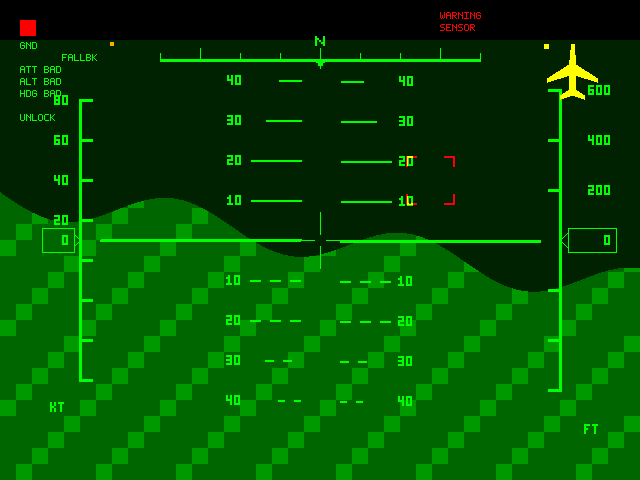 WARNING
SENSOR
GND
N
FALLBK
ATT BAD
ALT BAD
HDG BAD
UNLOCK
40 40
80 600
30 30
60 400
20 20
40 200
10 10
20
0 0
10 10
20 20
30 30
40 40
KT
FT